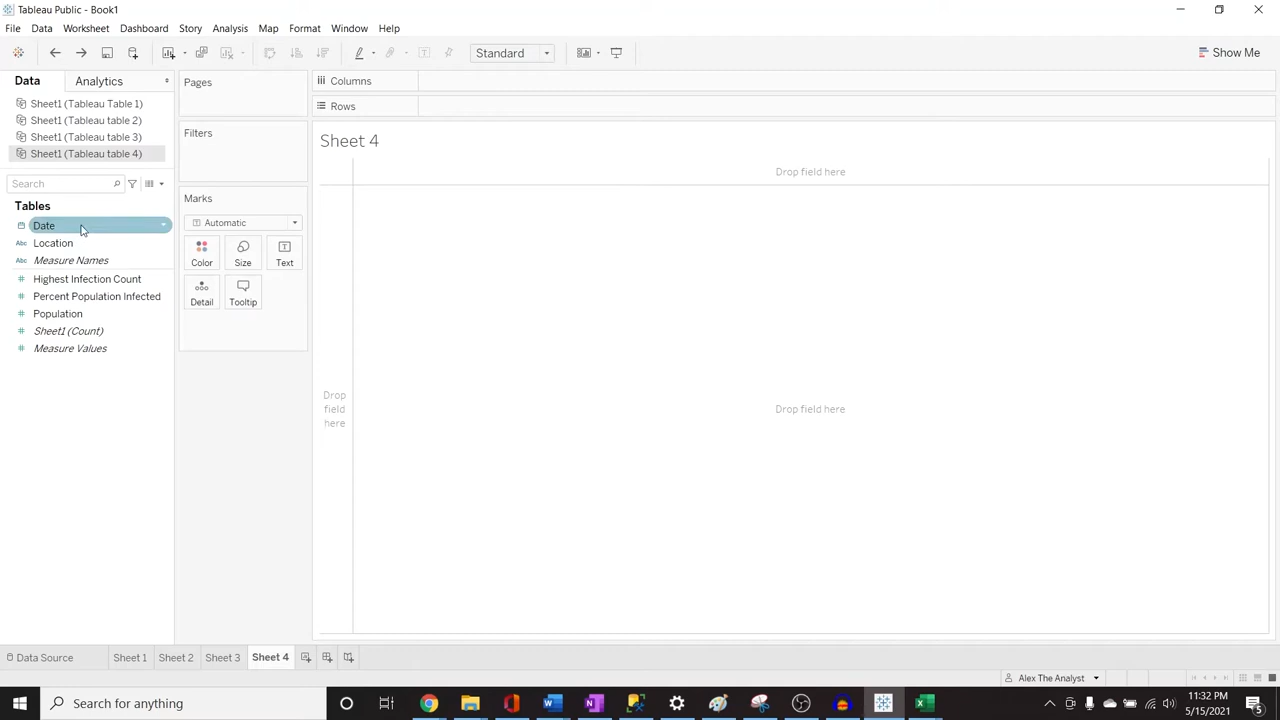 Tableau Public - Book1
File Data Worksheet Dashboard Story Analysis Map Format Window Help
Standard
Show Me
Data Analytics
Sheet1 (Tableau Table 1)
Sheet1 (Tableau table 2)
Sheet1 (Tableau table 3)
Sheet1 (Tableau table 4)
Search
Tables
Date
Abc Location
Abc Measure Names
# Highest Infection Count
# Percent Population Infected
# Population
# Sheet1 (Count)
# Measure Values
Pages
Filters
Marks
Automatic
Color Size Text
Detail Tooltip
Columns
Rows
Sheet 4
Drop field here
Drop
field
here
Drop field here
Data Source Sheet 1 Sheet 2 Sheet 3 Sheet 4
Alex The Analyst
Search for anything
11:32 PM
5/15/2021
5